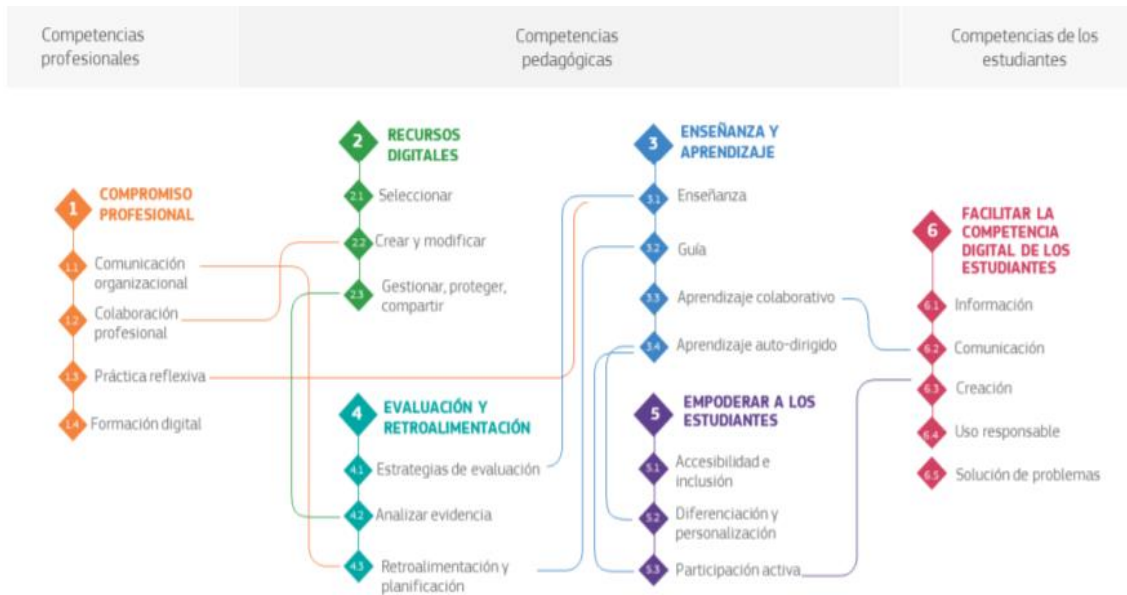 Competencias
profesionales
Competencias
pedagógicas
Competencias de los
estudiantes
1
COMPROMISO
PROFESIONAL
1.1
Comunicación
organizacional
1.2
Colaboración
profesional
1.3
Práctica reflexiva
1.4
Formación digital
2
RECURSOS
DIGITALES
2.1
Seleccionar
2.2
Crear y modificar
2.3
Gestionar, proteger,
compartir
4
EVALUACIÓN Y
RETROALIMENTACIÓN
4.1
Estrategias de evaluación
4.2
Analizar evidencia
4.3
Retroalimentación y
planificación
3
ENSEÑANZA Y
APRENDIZAJE
3.1
Enseñanza
3.2
Guía
3.3
Aprendizaje colaborativo
3.4
Aprendizaje auto-dirigido
5
EMPODERAR A LOS
ESTUDIANTES
5.1
Accesibilidad e
inclusión
5.2
Diferenciación y
personalización
5.3
Participación activa
6
FACILITAR LA
COMPETENCIA
DIGITAL DE LOS
ESTUDIANTES
6.1
Información
6.2
Comunicación
6.3
Creación
6.4
Uso responsable
6.5
Solución de problemas